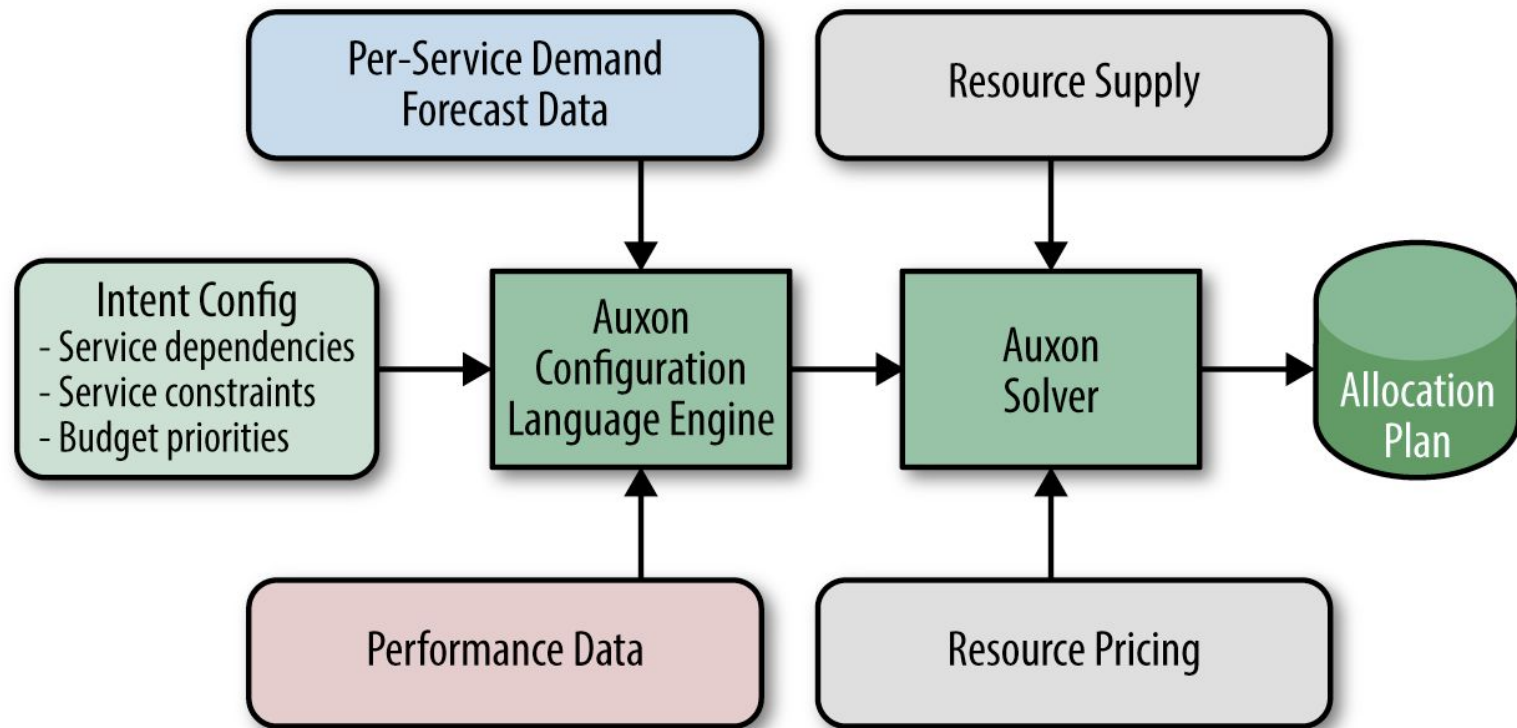 Per-Service Demand
Forecast Data
Resource Supply
Intent Config
- Service dependencies
- Service constraints
- Budget priorities
Auxon
Configuration
Language Engine
Auxon
Solver
Allocation
Plan
Performance Data
Resource Pricing